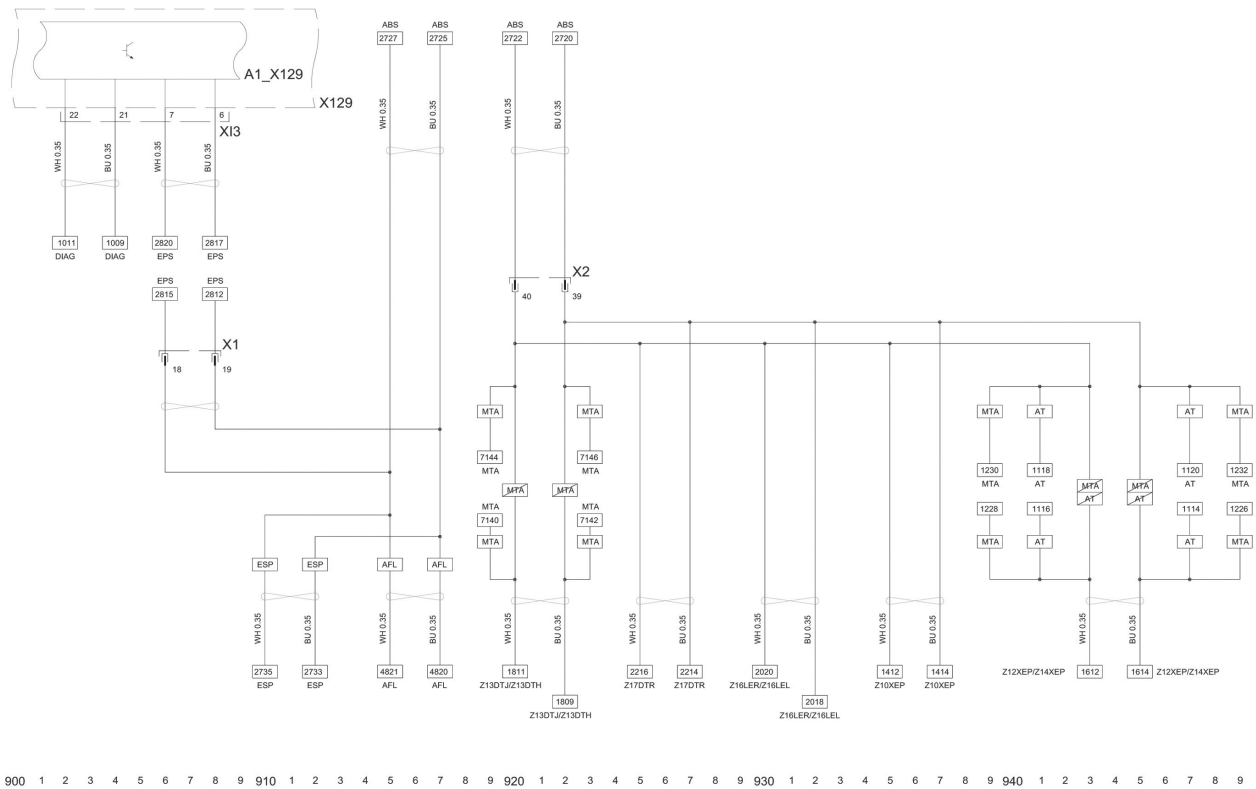 ABS ABS ABS ABS
2727 2725 2722 2720
A1_X129
X129
22 21 7 6
XI3
WH 0.35 BU 0.35 WH 0.35 BU 0.35
WH 0.35 BU 0.35 WH 0.35 BU 0.35
1011 1009 2820 2817
DIAG DIAG EPS EPS
EPS EPS
2815 2812
X2
40 39
X1
18 19
MTA MTA MTA AT AT MTA
7144 7146
MTA MTA
1230 1118 1120 1232
MTA AT AT MTA
MTA MTA MTA MTA
AT AT
MTA MTA
7140 7142
1228 1116 1114 1226
MTA MTA MTA AT AT MTA
ESP ESP AFL AFL
WH 0.35 BU 0.35 WH 0.35 BU 0.35 WH 0.35 BU 0.35 WH 0.35 BU 0.35 WH 0.35 BU 0.35 WH 0.35 BU 0.35 WH 0.35 BU 0.35
2735 2733 4821 4820 1811 2216 2214 2020 1412 1414 Z12XEP/Z14XEP 1612 1614 Z12XEP/Z14XEP
ESP ESP AFL AFL Z13DTJ/Z13DTH Z17DTR Z17DTR Z16LER/Z16LEL Z10XEP Z10XEP
1809 2018
Z13DTJ/Z13DTH Z16LER/Z16LEL
900 1 2 3 4 5 6 7 8 9 910 1 2 3 4 5 6 7 8 9 920 1 2 3 4 5 6 7 8 9 930 1 2 3 4 5 6 7 8 9 940 1 2 3 4 5 6 7 8 9